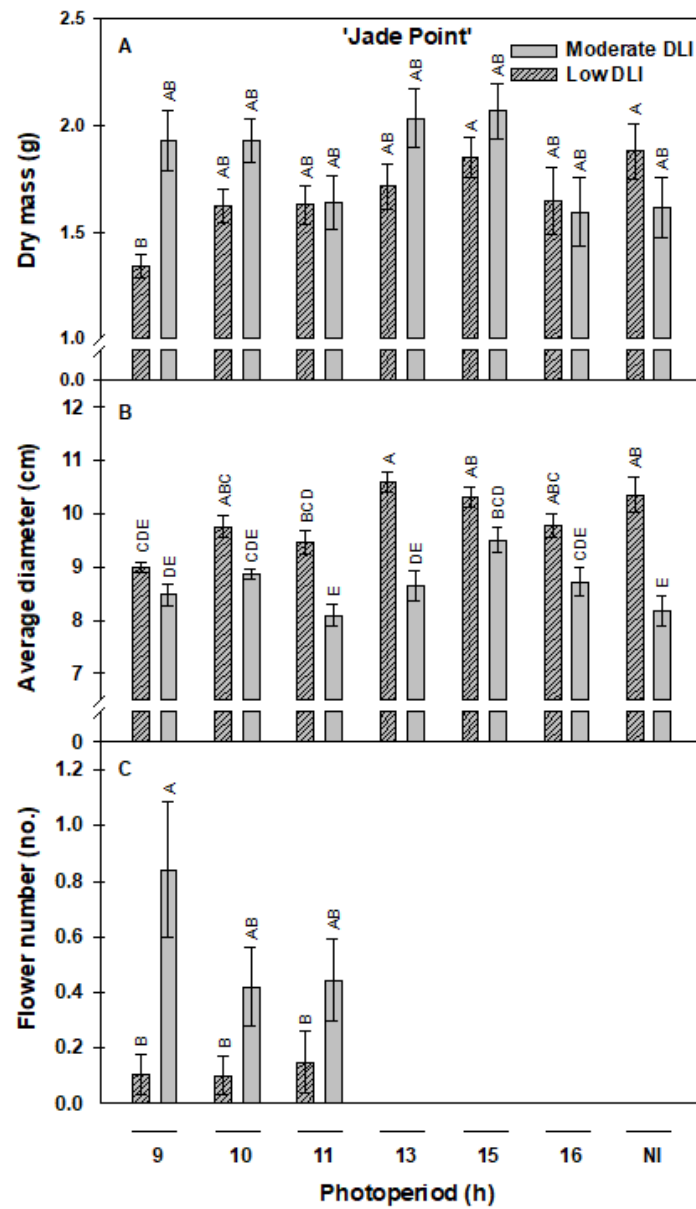 'Jade Point'
Moderate DLI
Low DLI
A
Dry mass (g)
2.5
2.0
1.5
1.0
0.0
B AB AB AB AB AB AB AB A AB AB AB A AB
B
Average diameter (cm)
12
11
10
9
8
7
0
CDE DE ABC CDE BCD E A DE AB BCD ABC CDE AB E
C
Flower number (no.)
1.2
1.0
0.8
0.6
0.4
0.2
0.0
B A B AB B AB
9 10 11 13 15 16 NI
Photoperiod (h)